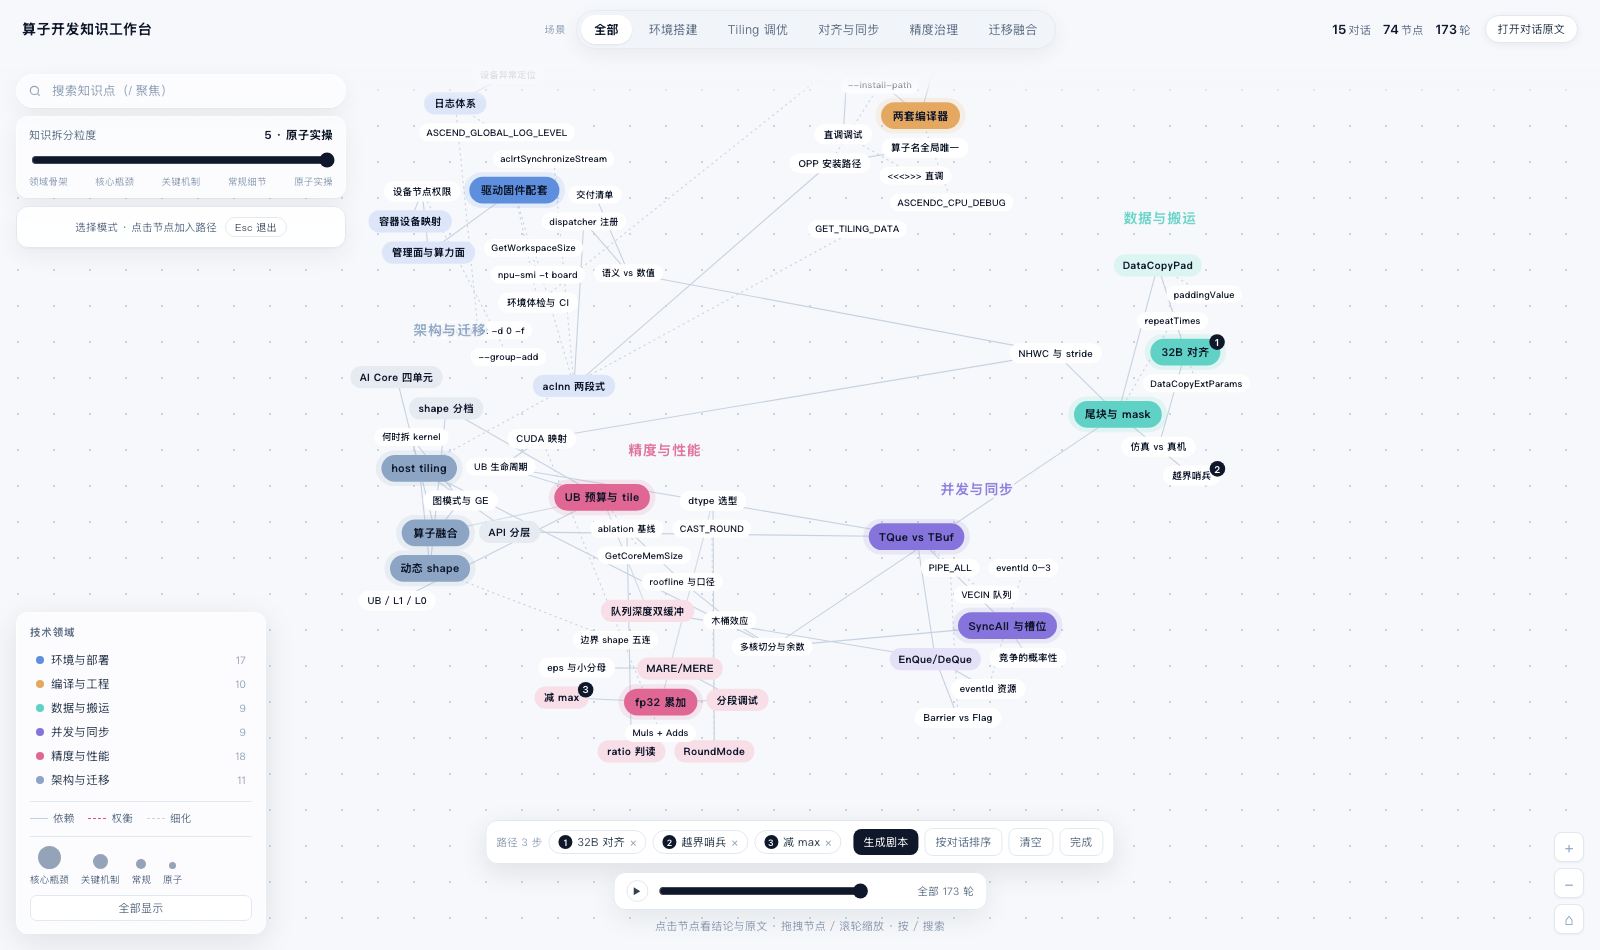 算子开发知识工作台
场景
全部
环境搭建
Tiling 调优
对齐与同步
精度治理
迁移融合
15 对话
74 节点
173 轮
打开对话原文
搜索知识点（/ 聚焦）
知识拆分粒度
5 · 原子实操
领域骨架
核心瓶颈
关键机制
常规细节
原子实操
选择模式 · 点击节点加入路径
Esc 退出
设备异常定位
日志体系
ASCEND_GLOBAL_LOG_LEVEL
aclrtSynchronizeStream
设备节点权限
驱动固件配套
交付清单
容器设备映射
dispatcher 注册
管理面与算力面
GetWorkspaceSize
npu-smi -t board
语义 vs 数值
环境体检与 CI
架构与迁移
. -d 0 -f
--group-add
AI Core 四单元
aclnn 两段式
shape 分档
何时拆 kernel
CUDA 映射
host tiling
UB 生命周期
图模式与 GE
算子融合
API 分层
动态 shape
UB / L1 / L0
--install-path
两套编译器
直调调试
算子名全局唯一
OPP 安装路径
<<<>>> 直调
ASCENDC_CPU_DEBUG
GET_TILING_DATA
数据与搬运
DataCopyPad
paddingValue
repeatTimes
32B 对齐
1
NHWC 与 stride
DataCopyExtParams
尾块与 mask
仿真 vs 真机
越界哨兵
2
精度与性能
UB 预算与 tile
dtype 选型
ablation 基线
CAST_ROUND
GetCoreMemSize
roofline 与口径
队列深度双缓冲
木桶效应
边界 shape 五连
多核切分与余数
eps 与小分母
MARE/MERE
减 max
3
fp32 累加
分段调试
Muls + Adds
ratio 判读
RoundMode
并发与同步
TQue vs TBuf
PIPE_ALL
eventId 0–3
VECIN 队列
SyncAll 与槽位
EnQue/DeQue
竞争的概率性
eventId 资源
Barrier vs Flag
技术领域
环境与部署 17
编译与工程 10
数据与搬运 9
并发与同步 9
精度与性能 18
架构与迁移 11
依赖
权衡
细化
核心瓶颈
关键机制
常规
原子
全部显示
路径 3 步
1 32B 对齐 ×
2 越界哨兵 ×
3 减 max ×
生成剧本
按对话排序
清空
完成
全部 173 轮
点击节点看结论与原文 · 拖拽节点 / 滚轮缩放 · 按 / 搜索
+
−
⌂